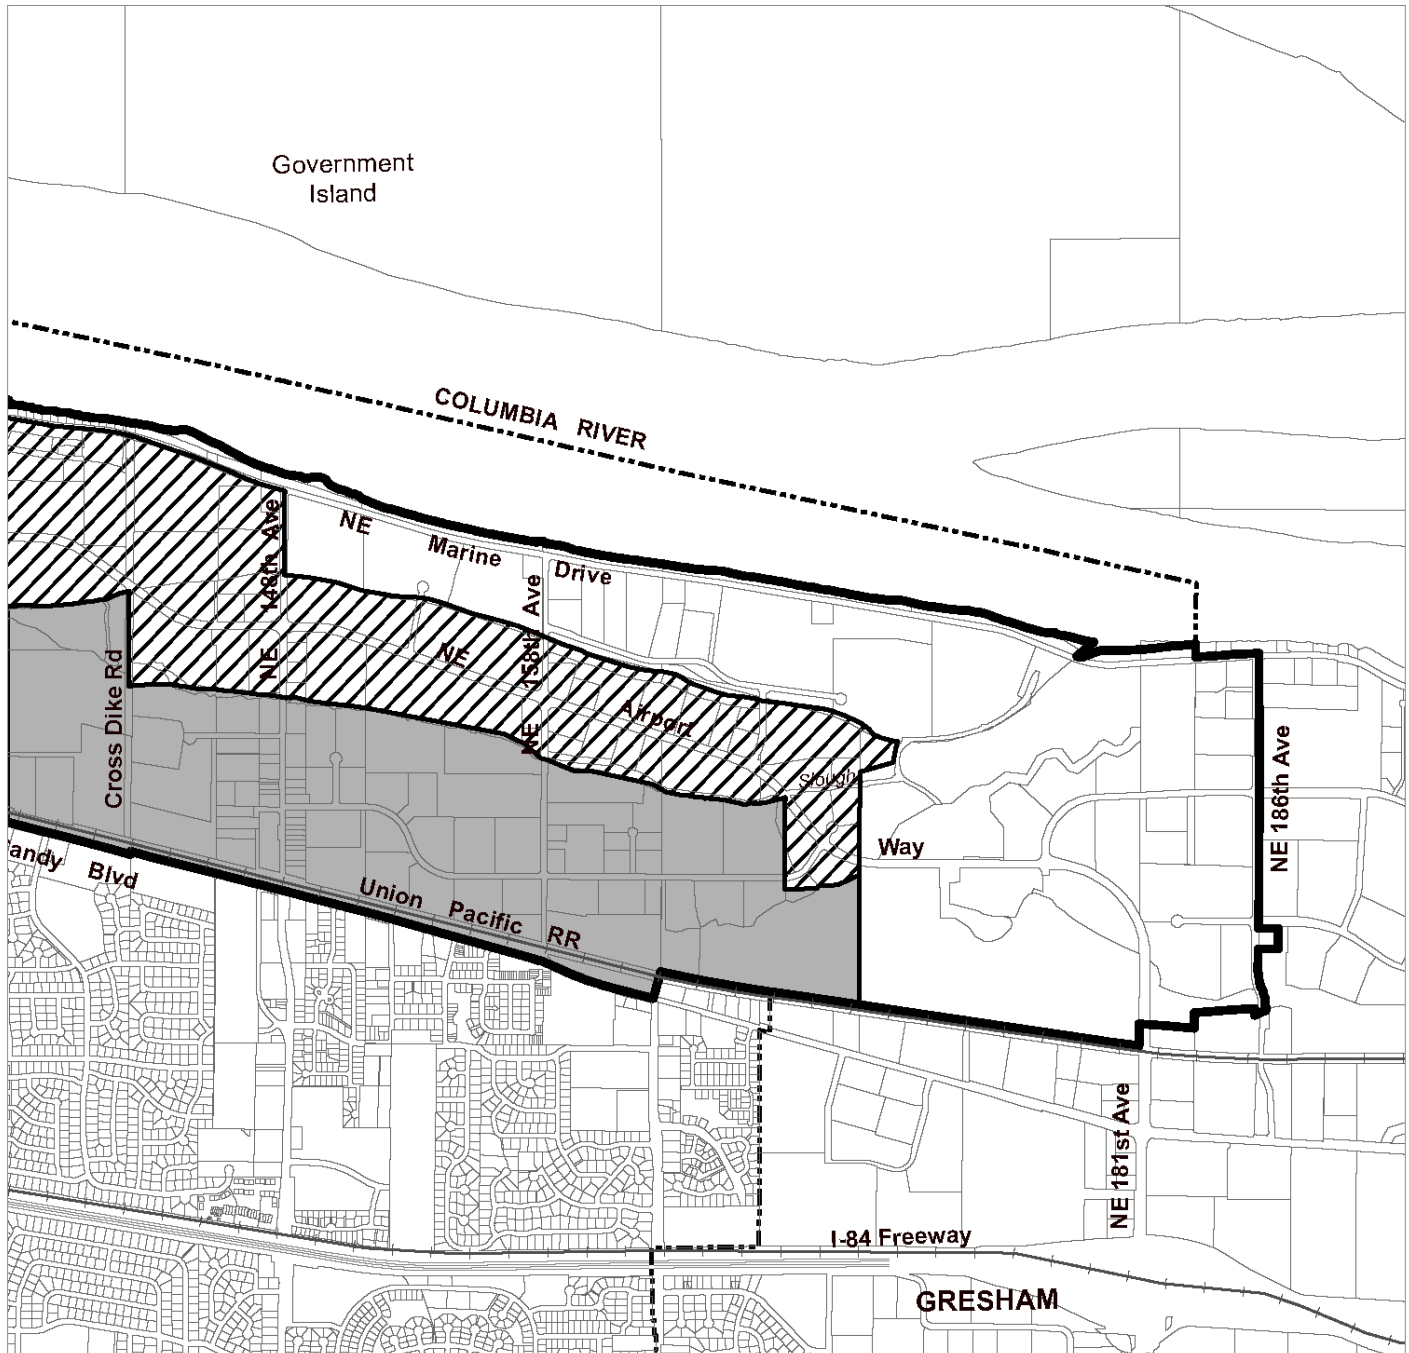 Government
Island
COLUMBIA RIVER
NE Marine Drive
NE 148th Ave
NE 158th Ave
NE Airport Way
Cross Dike Rd
Slough
NE 186th Ave
andy Blvd
Union Pacific RR
NE 181st Ave
I-84 Freeway
GRESHAM